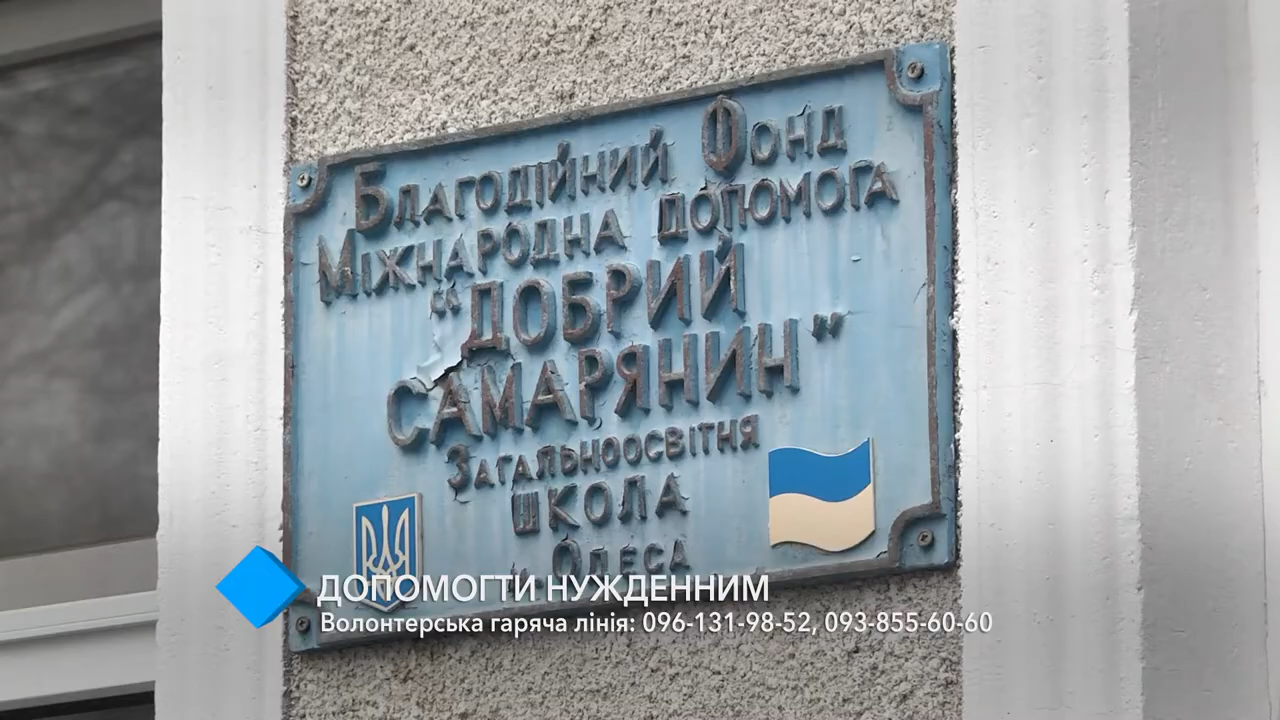 Благодійний Фонд
Міжнародна допомога
"ДОБРИЙ
САМАРЯНИН"
Загальноосвітня
ШКОЛА
м. Одеса
ДОПОМОГТИ НУЖДЕННИМ
Волонтерська гаряча лінія: 096-131-98-52, 093-855-60-60